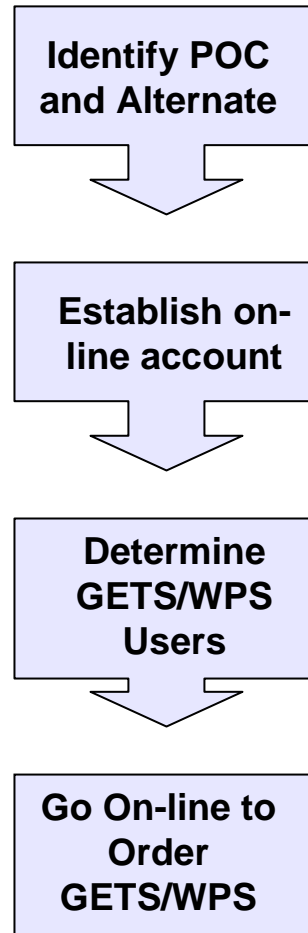 Identify POC
and Alternate
Establish on-
line account
Determine
GETS/WPS
Users
Go On-line to
Order
GETS/WPS